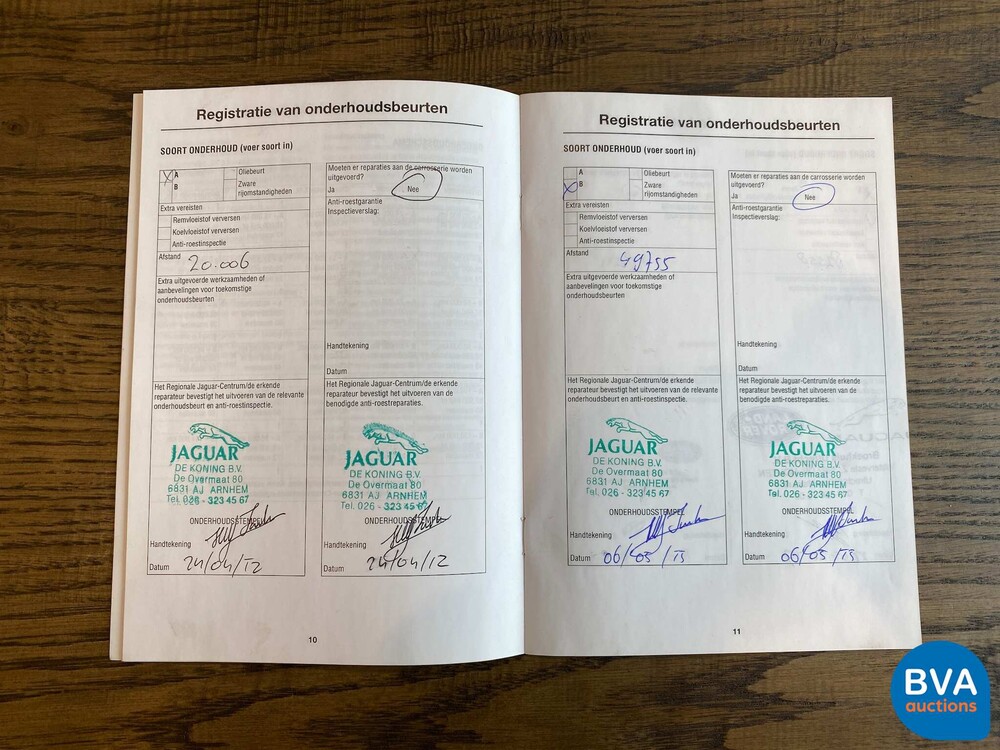 Registratie van onderhoudsbeurten
SOORT ONDERHOUD (voer soort in)
X A
B
Oliebeurt
Zware
rijomstandigheden
Extra vereisten
Remvloeistof verversen
Koelvloeistof verversen
Anti-roestinspectie
Afstand 20.006
Extra uitgevoerde werkzaamheden of
aanbevelingen voor toekomstige
onderhoudsbeurten
Het Regionale Jaguar-Centrum/de erkende
reparateur bevestigt het uitvoeren van de relevante
onderhoudsbeurt en anti-roestinspectie.
JAGUAR
DE KONING B.V.
De Overmaat 80
6831 AJ ARNHEM
Tel. 026 - 323 45 67
ONDERHOUDSSTEMPEL
Handtekening
Datum 24/04/12
Moeten er reparaties aan de carrosserie worden
uitgevoerd?
Ja Nee
Anti-roestgarantie
Inspectieverslag:
Handtekening
Datum
Het Regionale Jaguar-Centrum/de erkende
reparateur bevestigt het uitvoeren van de
benodigde anti-roestreparaties.
JAGUAR
DE KONING B.V.
De Overmaat 80
6831 AJ ARNHEM
Tel. 026 - 323 45 67
ONDERHOUDSSTEMPEL
Handtekening
Datum 24/04/12
10
Registratie van onderhoudsbeurten
SOORT ONDERHOUD (voer soort in)
A
X B
Oliebeurt
Zware
rijomstandigheden
Extra vereisten
Remvloeistof verversen
Koelvloeistof verversen
Anti-roestinspectie
Afstand 49755
Extra uitgevoerde werkzaamheden of
aanbevelingen voor toekomstige
onderhoudsbeurten
Het Regionale Jaguar-Centrum/de erkende
reparateur bevestigt het uitvoeren van de relevante
onderhoudsbeurt en anti-roestinspectie.
JAGUAR
DE KONING B.V.
De Overmaat 80
6831 AJ ARNHEM
Tel. 026 - 323 45 67
ONDERHOUDSSTEMPEL
Handtekening
Datum 06/05/13
Moeten er reparaties aan de carrosserie worden
uitgevoerd?
Ja Nee
Anti-roestgarantie
Inspectieverslag:
Handtekening
Datum
Het Regionale Jaguar-Centrum/de erkende
reparateur bevestigt het uitvoeren van de
benodigde anti-roestreparaties.
JAGUAR
DE KONING B.V.
De Overmaat 80
6831 AJ ARNHEM
Tel. 026 - 323 45 67
ONDERHOUDSSTEMPEL
Handtekening
Datum 06/05/13
11
BVA
auctions